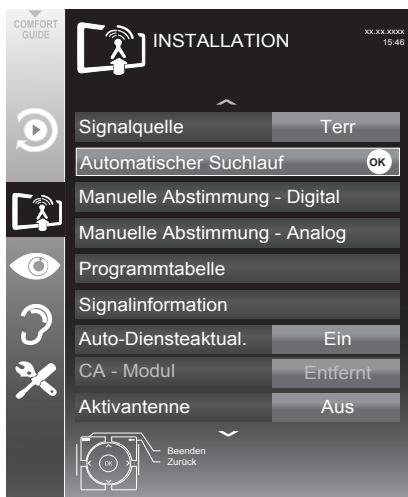 COMFORT
GUIDE
INSTALLATION
xx.xx.xxxx
15:46
Signalquelle Terr
Automatischer Suchlauf OK
Manuelle Abstimmung - Digital
Manuelle Abstimmung - Analog
Programmtabelle
Signalinformation
Auto-Diensteaktual. Ein
CA - Modul Entfernt
Aktivantenne Aus
OK
Beenden
Zurück